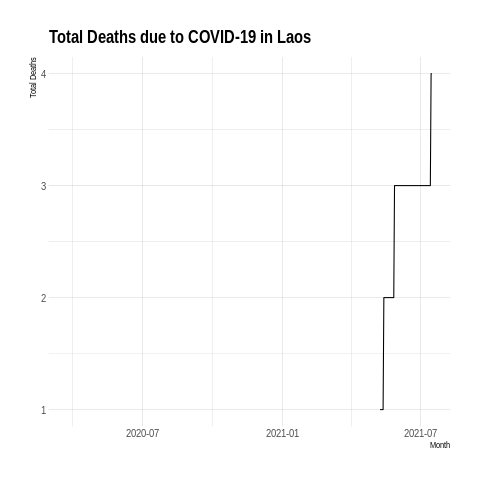 Total Deaths due to COVID-19 in Laos
Total Deaths
4
3
2
1
2020-07
2021-01
2021-07
Month